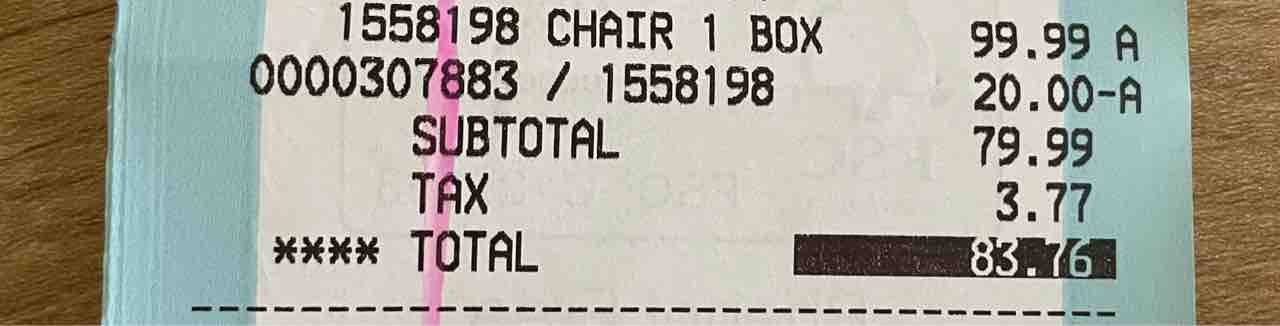 1558198 CHAIR 1 BOX 99.99 A
0000307883 / 1558198 20.00-A
SUBTOTAL 79.99
TAX 3.77
**** TOTAL 83.76